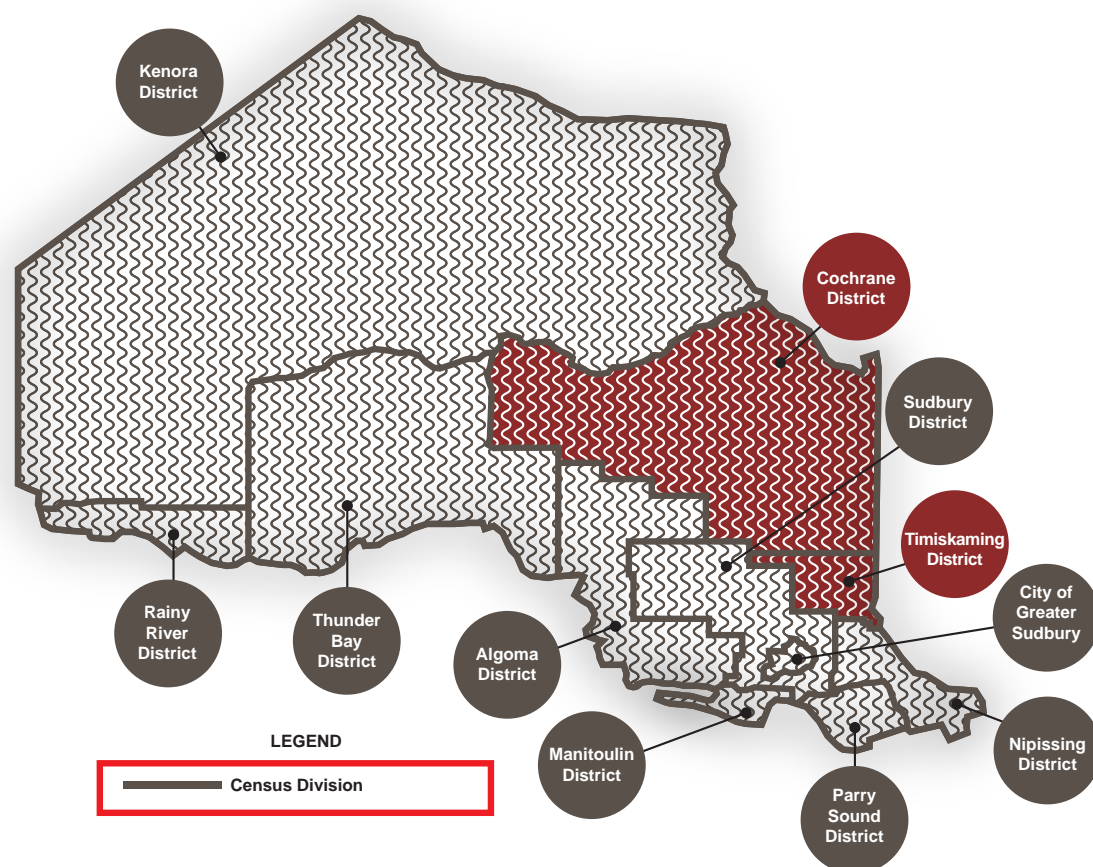 Kenora
District
Cochrane
District
Sudbury
District
Timiskaming
District
City of
Greater
Sudbury
Rainy
River
District
Thunder
Bay
District
Algoma
District
Manitoulin
District
Parry
Sound
District
Nipissing
District
LEGEND
Census Division